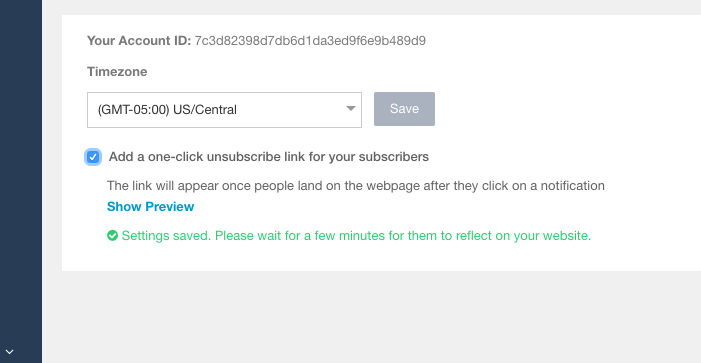 Your Account ID: 7c3d82398d7db6d1da3ed9f6e9b489d9
Timezone
(GMT-05:00) US/Central
Save
Add a one-click unsubscribe link for your subscribers
The link will appear once people land on the webpage after they click on a notification
Show Preview
Settings saved. Please wait for a few minutes for them to reflect on your website.